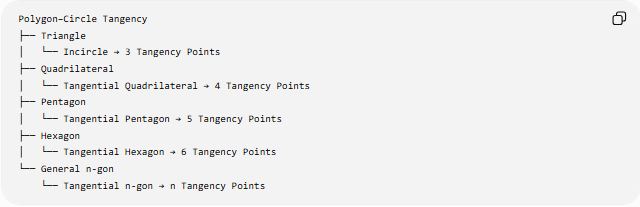 Polygon–Circle Tangency
├── Triangle
│   └── Incircle → 3 Tangency Points
├── Quadrilateral
│   └── Tangential Quadrilateral → 4 Tangency Points
├── Pentagon
│   └── Tangential Pentagon → 5 Tangency Points
├── Hexagon
│   └── Tangential Hexagon → 6 Tangency Points
└── General n-gon
    └── Tangential n-gon → n Tangency Points